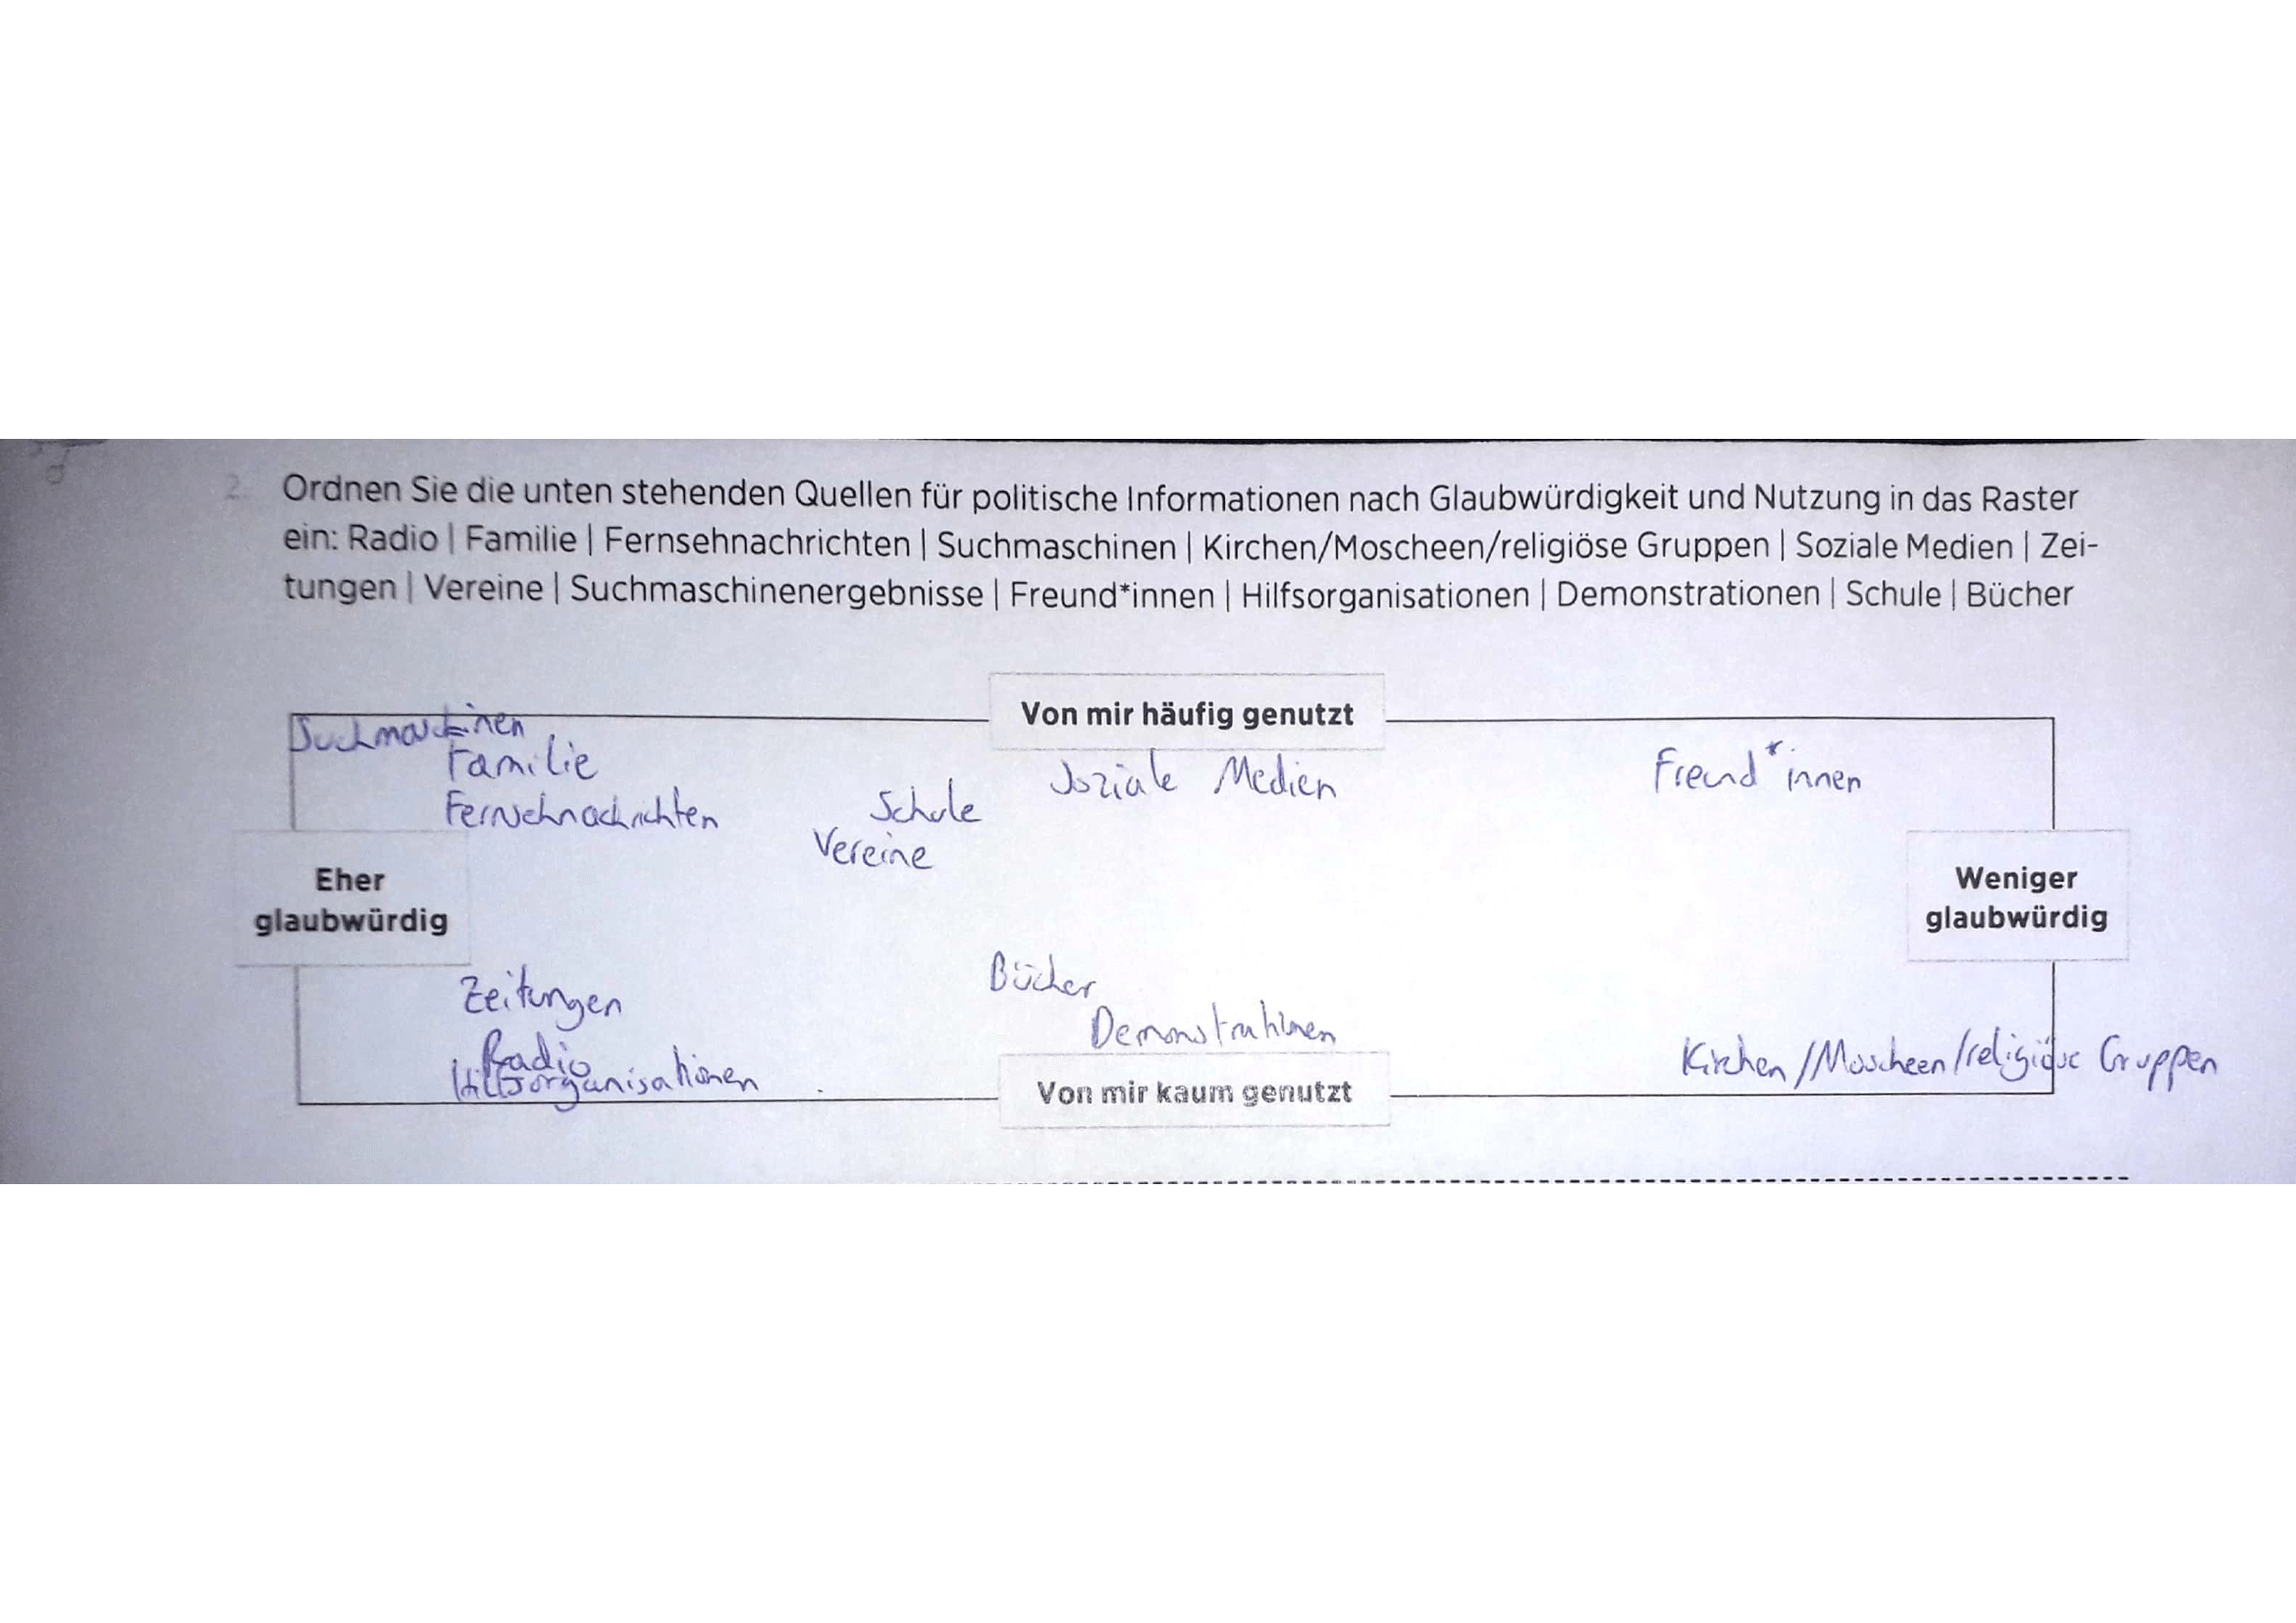 2. Ordnen Sie die unten stehenden Quellen für politische Informationen nach Glaubwürdigkeit und Nutzung in das Raster
ein: Radio | Familie | Fernsehnachrichten | Suchmaschinen | Kirchen/Moscheen/religiöse Gruppen | Soziale Medien | Zei-
tungen | Vereine | Suchmaschinenergebnisse | Freund*innen | Hilfsorganisationen | Demonstrationen | Schule | Bücher
Von mir häufig genutzt
Suchmaschinen
Familie
Soziale Medien
Freund*innen
Fernsehnachrichten
Schule
Vereine
Eher
glaubwürdig
Weniger
glaubwürdig
Zeitungen
Bücher
Demonstrationen
Radio
Hilfsorganisationen
Kirchen/Moscheen/religiöse Gruppen
Von mir kaum genutzt